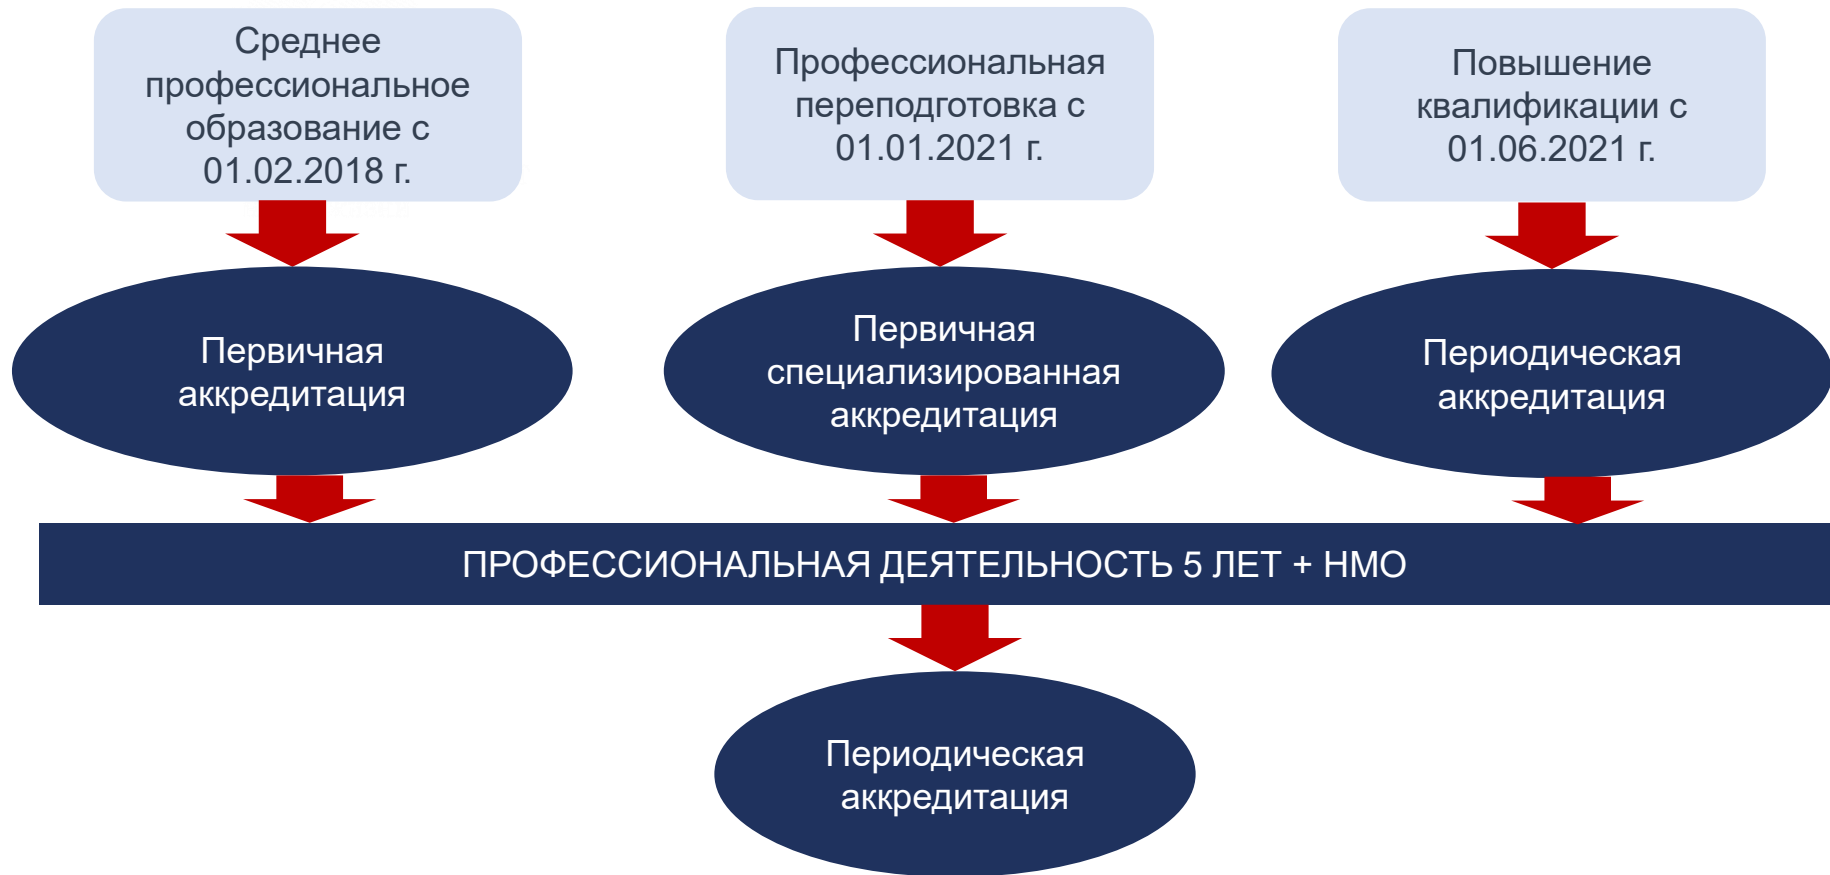 Среднее
профессиональное
образование с
01.02.2018 г.
Профессиональная
переподготовка с
01.01.2021 г.
Повышение
квалификации с
01.06.2021 г.
Первичная
аккредитация
Первичная
специализированная
аккредитация
Периодическая
аккредитация
ПРОФЕССИОНАЛЬНАЯ ДЕЯТЕЛЬНОСТЬ 5 ЛЕТ + НМО
Периодическая
аккредитация